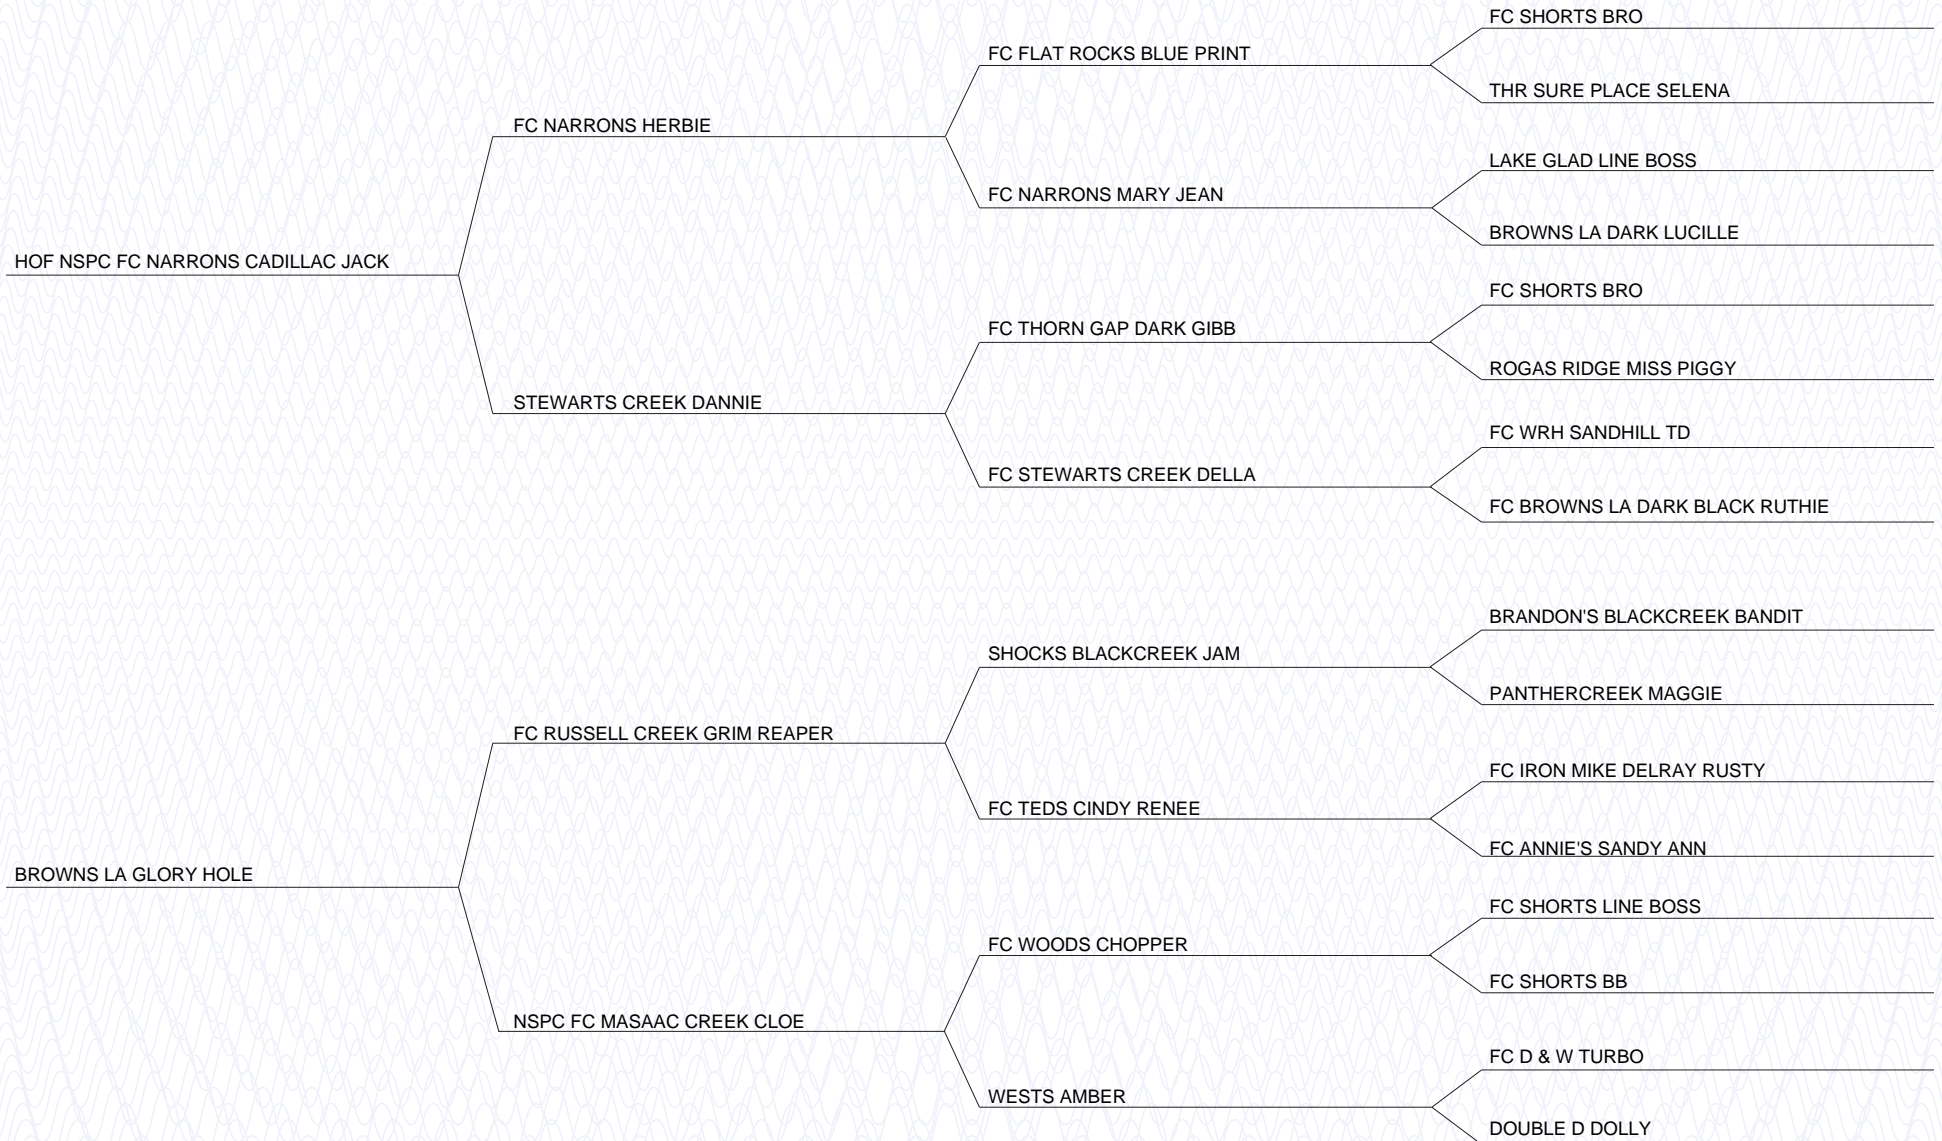 FC SHORTS BRO
FC FLAT ROCKS BLUE PRINT
THR SURE PLACE SELENA
FC NARRONS HERBIE
LAKE GLAD LINE BOSS
FC NARRONS MARY JEAN
BROWNS LA DARK LUCILLE
HOF NSPC FC NARRONS CADILLAC JACK
FC SHORTS BRO
FC THORN GAP DARK GIBB
ROGAS RIDGE MISS PIGGY
STEWARTS CREEK DANNIE
FC WRH SANDHILL TD
FC STEWARTS CREEK DELLA
FC BROWNS LA DARK BLACK RUTHIE
BRANDON'S BLACKCREEK BANDIT
SHOCKS BLACKCREEK JAM
PANTHERCREEK MAGGIE
FC RUSSELL CREEK GRIM REAPER
FC IRON MIKE DELRAY RUSTY
FC TEDS CINDY RENEE
FC ANNIE'S SANDY ANN
BROWNS LA GLORY HOLE
FC SHORTS LINE BOSS
FC WOODS CHOPPER
FC SHORTS BB
NSPC FC MASAAC CREEK CLOE
FC D & W TURBO
WESTS AMBER
DOUBLE D DOLLY